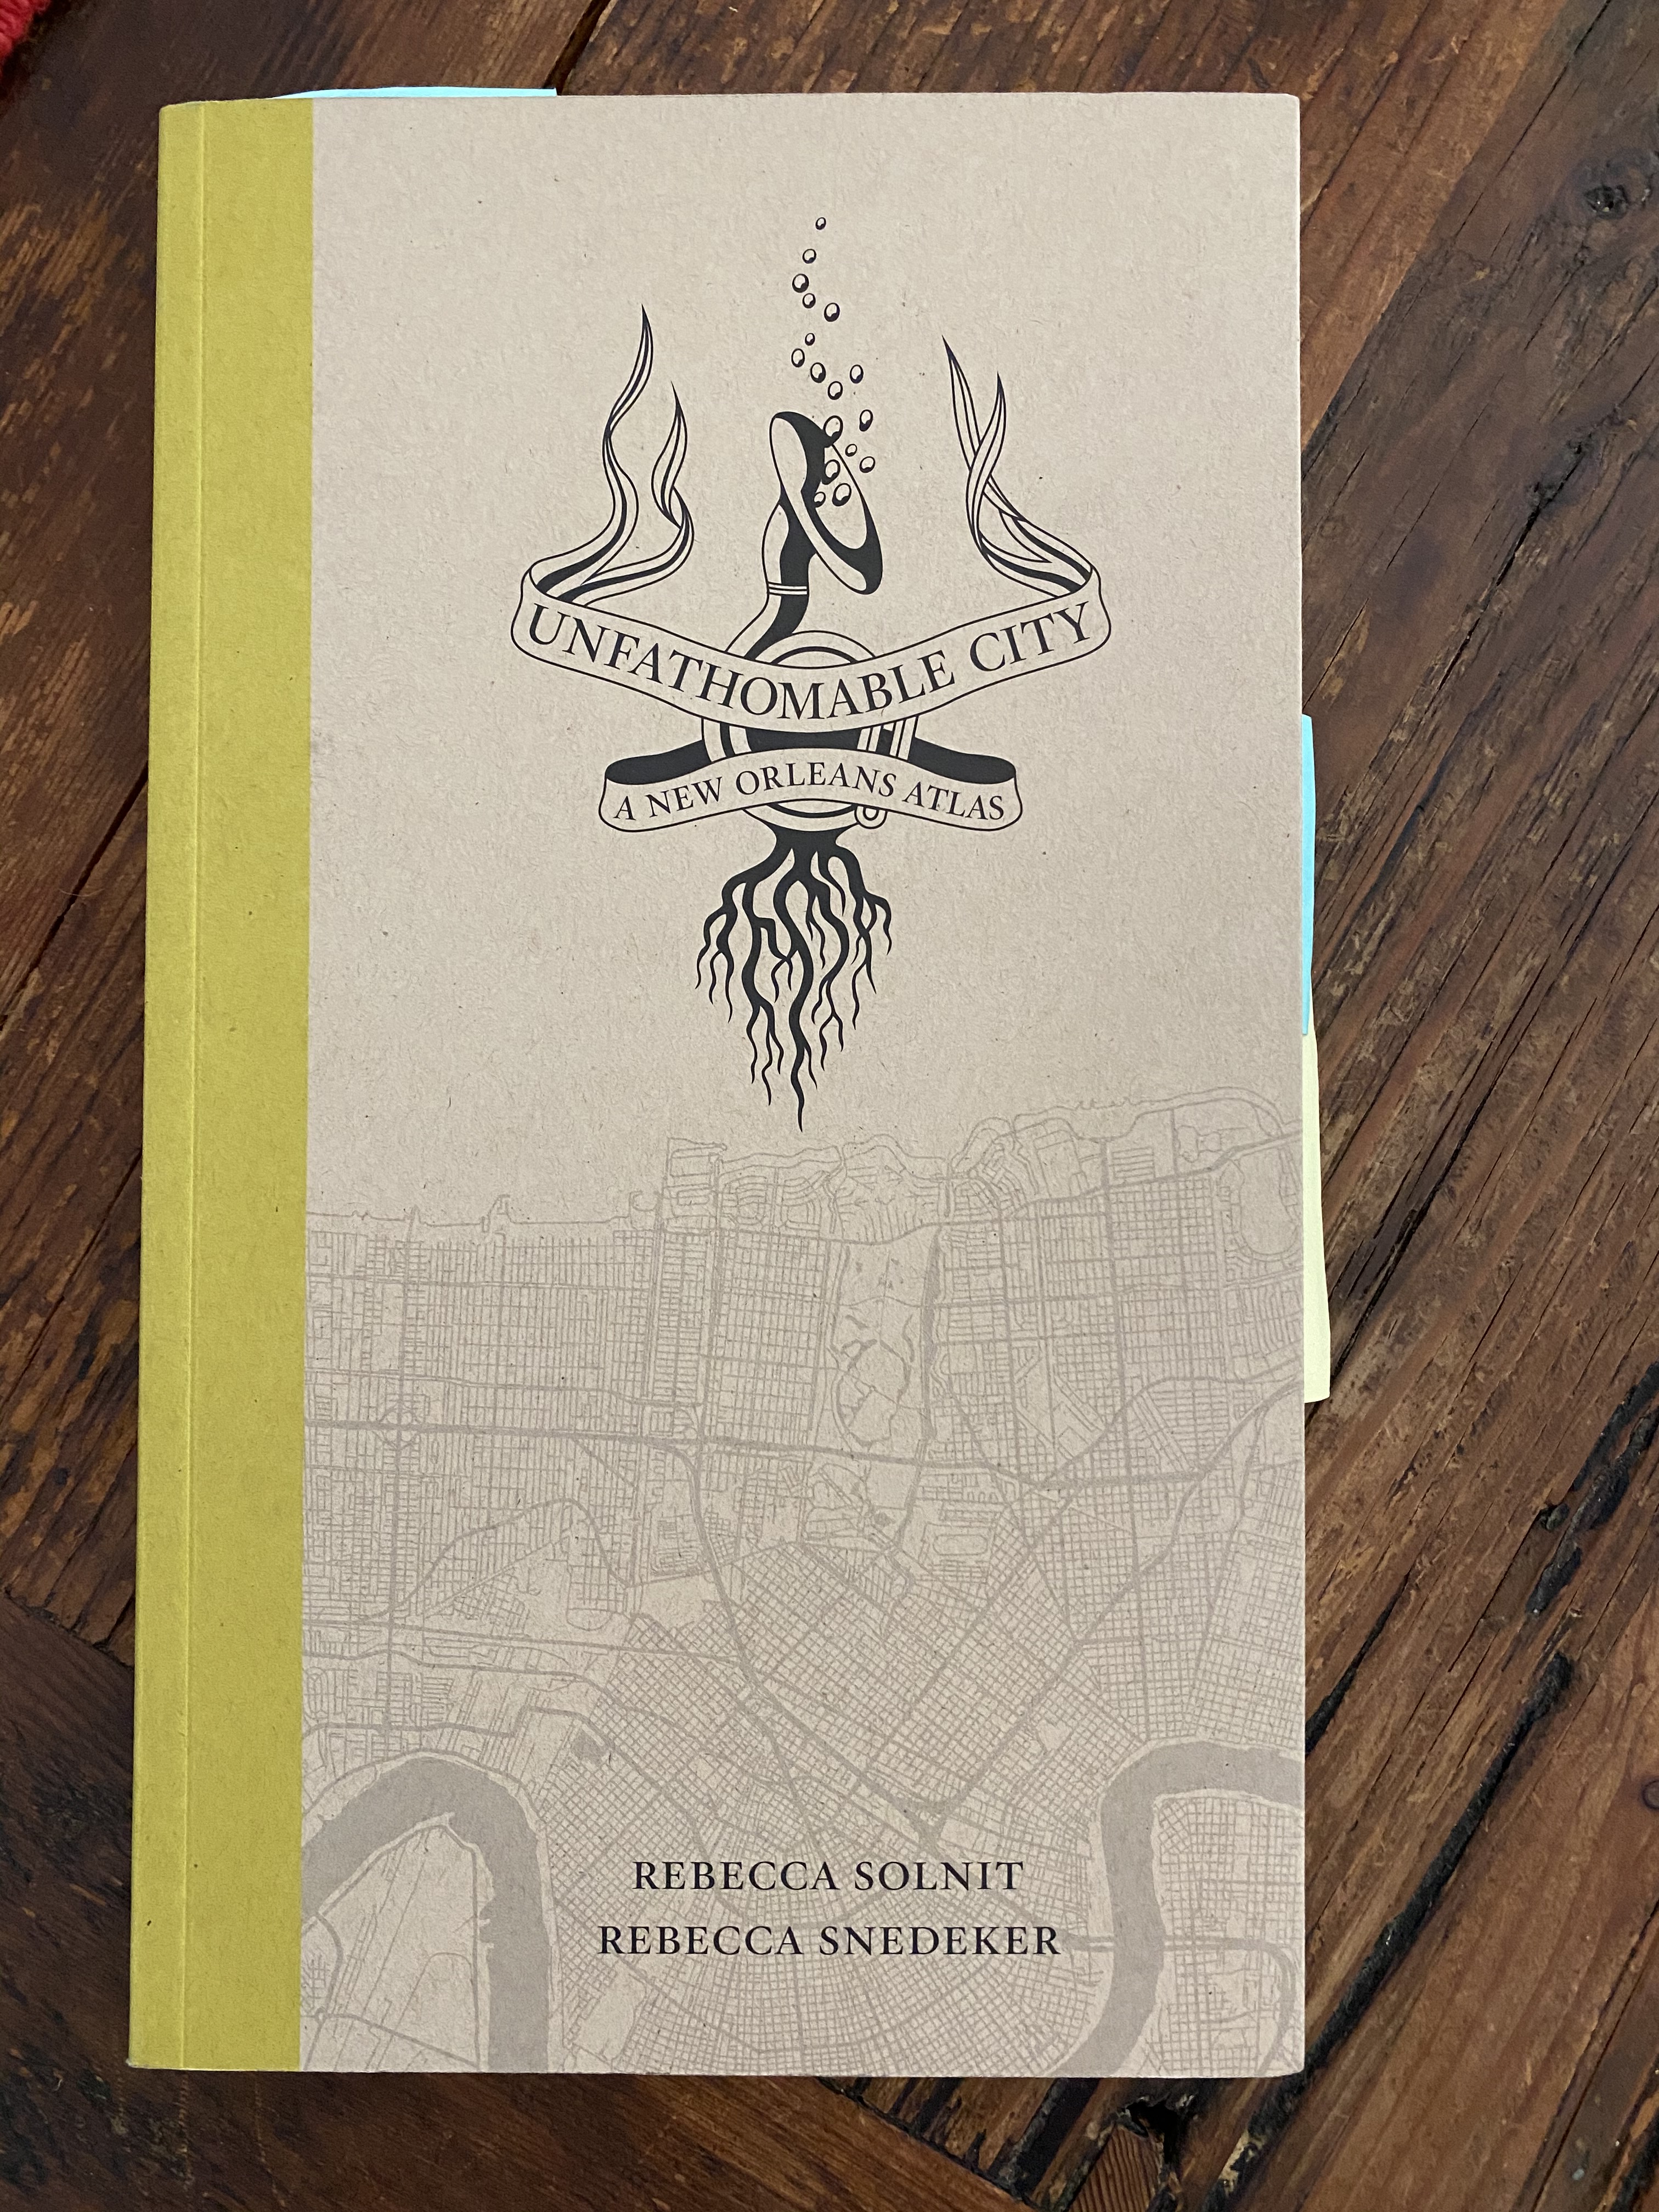 UNFATHOMABLE CITY
A NEW ORLEANS ATLAS
REBECCA SOLNIT
REBECCA SNEDEKER